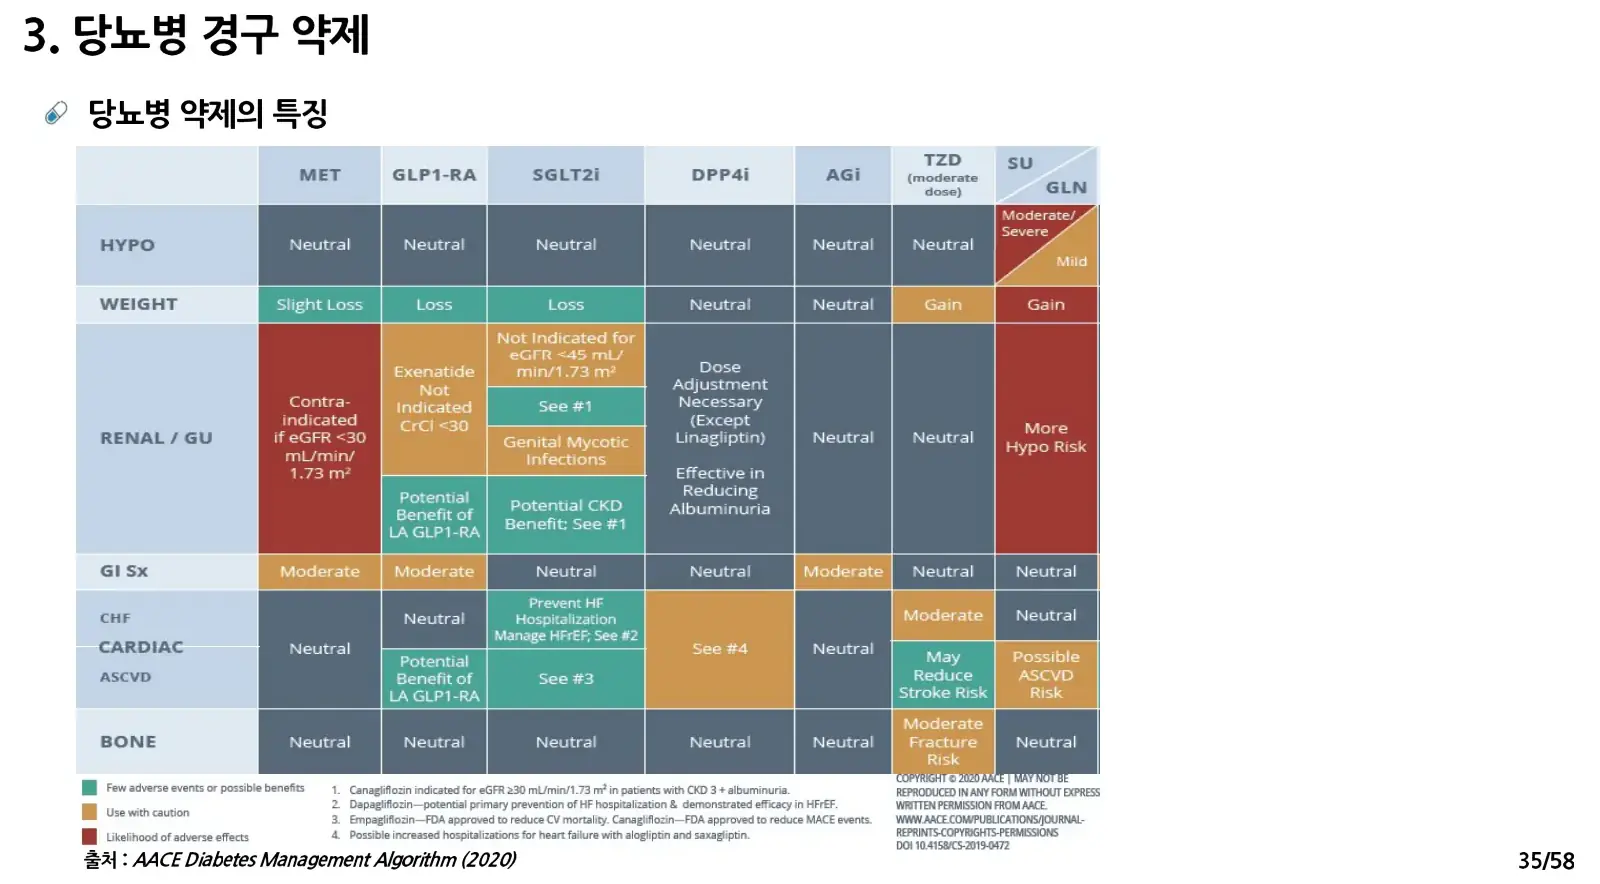 3. 당뇨병 경구 약제
당뇨병 약제의 특징
MET
GLP1-RA
SGLT2i
DPP4i
AGi
TZD
(moderate
dose)
SU
GLN
HYPO
Neutral
Neutral
Neutral
Neutral
Neutral
Neutral
Moderate/
Severe
Mild
WEIGHT
Slight Loss
Loss
Loss
Neutral
Neutral
Gain
Gain
RENAL / GU
Contra-
indicated
if eGFR <30
mL/min/
1.73 m²
Exenatide
Not
Indicated
CrCl <30
Potential
Benefit of
LA GLP1-RA
Not Indicated for
eGFR <45 mL/
min/1.73 m²
See #1
Genital Mycotic
Infections
Potential CKD
Benefit; See #1
Dose
Adjustment
Necessary
(Except
Linagliptin)
Effective in
Reducing
Albuminuria
Neutral
Neutral
More
Hypo Risk
GI Sx
Moderate
Moderate
Neutral
Neutral
Moderate
Neutral
Neutral
CHF
CARDIAC
ASCVD
Neutral
Neutral
Potential
Benefit of
LA GLP1-RA
Prevent HF
Hospitalization
Manage HFrEF; See #2
See #3
See #4
Neutral
Moderate
May
Reduce
Stroke Risk
Neutral
Possible
ASCVD
Risk
BONE
Neutral
Neutral
Neutral
Neutral
Neutral
Moderate
Fracture
Risk
Neutral
Few adverse events or possible benefits
Use with caution
Likelihood of adverse effects
1. Canagliflozin indicated for eGFR ≥30 mL/min/1.73 m² in patients with CKD 3 + albuminuria.
2. Dapagliflozin—potential primary prevention of HF hospitalization & demonstrated efficacy in HFrEF.
3. Empagliflozin—FDA approved to reduce CV mortality. Canagliflozin—FDA approved to reduce MACE events.
4. Possible increased hospitalizations for heart failure with alogliptin and saxagliptin.
COPYRIGHT © 2020 AACE | MAY NOT BE
REPRODUCED IN ANY FORM WITHOUT EXPRESS
WRITTEN PERMISSION FROM AACE.
WWW.AACE.COM/PUBLICATIONS/JOURNAL-
REPRINTS-COPYRIGHTS-PERMISSIONS
DOI 10.4158/CS-2019-0472
출처 : AACE Diabetes Management Algorithm (2020)
35/58